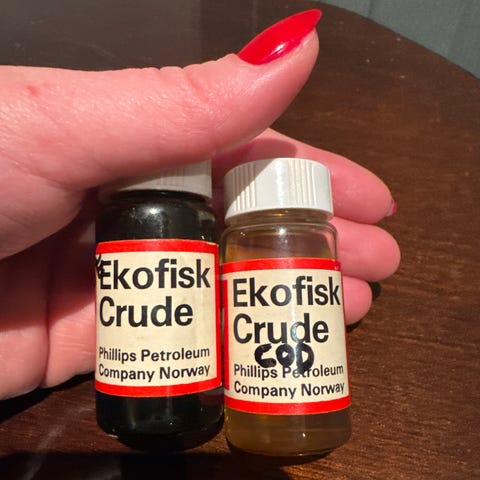 Ekofisk
Crude
Phillips Petroleum
Company Norway
Ekofisk
Crude
COD
Phillips Petroleum
Company Norway